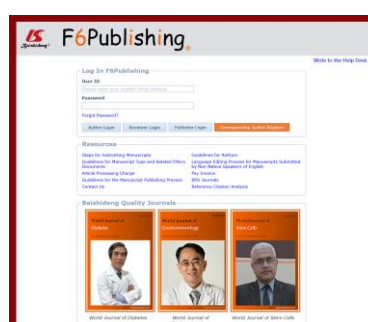 Baishideng®
F6Publishing®
Write to the Help Desk
Log In F6Publishing
User ID
Please enter your register Email address.
Password
Forgot Password?
Author Login
Reviewer Login
Publisher Login
Corresponding Author Register
Resources
Steps for Submitting Manuscripts
Guidelines for Authors
Guidelines for Manuscript Type and Related Ethics Documents
Language Editing Process for Manuscripts Submitted by Non-Native Speakers of English
Article Processing Charge
Pay Invoice
Guidelines for the Manuscript Publishing Process
BPG Journals
Contact Us
Reference Citation Analysis
Baishideng Quality Journals
World Journal of
Diabetes
World Journal of
Gastroenterology
World Journal of
Stem Cells
World Journal of Diabetes
World Journal of
World Journal of Stem Cells